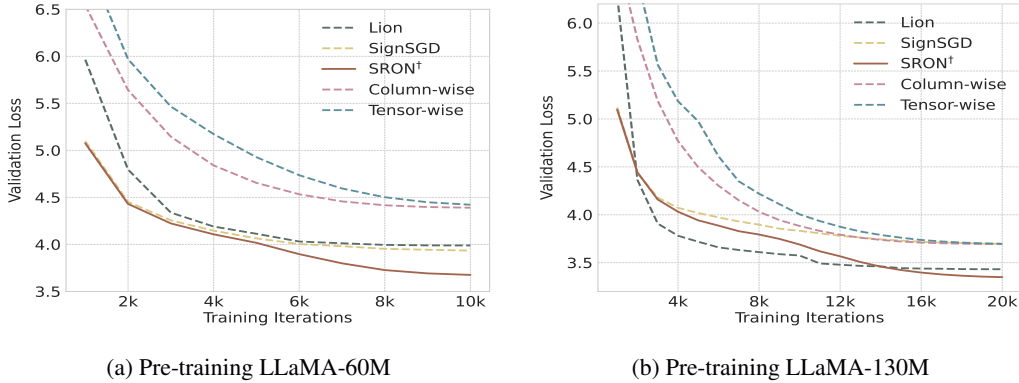 6.5
6.0
5.5
5.0
4.5
4.0
3.5
Validation Loss
Lion
SignSGD
SRON†
Column-wise
Tensor-wise
2k 4k 6k 8k 10k
Training Iterations
(a) Pre-training LLaMA-60M
6.0
5.5
5.0
4.5
4.0
3.5
Validation Loss
Lion
SignSGD
SRON†
Column-wise
Tensor-wise
4k 8k 12k 16k 20k
Training Iterations
(b) Pre-training LLaMA-130M